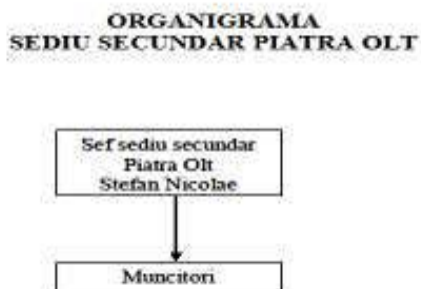 ORGANIGRAMA
SEDIU SECUNDAR PIATRA OLT
Sef sediu secundar
Piatra Olt
Stefan Nicolae
Muncitori